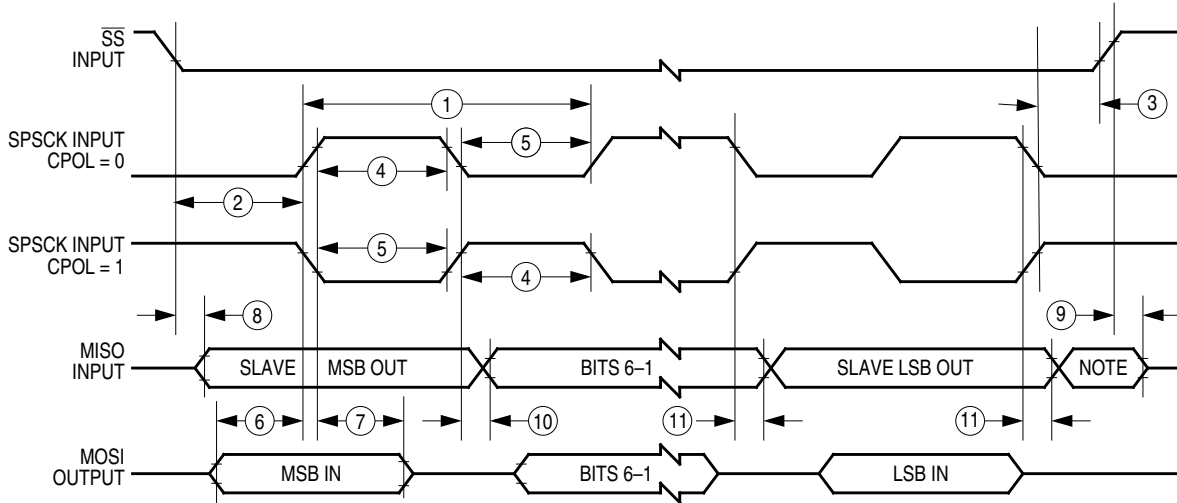 SS
INPUT
1
3
SPSCK INPUT
CPOL = 0
5
4
2
SPSCK INPUT
CPOL = 1
5
4
8
9
MISO
INPUT
SLAVE MSB OUT
BITS 6–1
SLAVE LSB OUT
NOTE
6
7
10
11
11
MOSI
OUTPUT
MSB IN
BITS 6–1
LSB IN